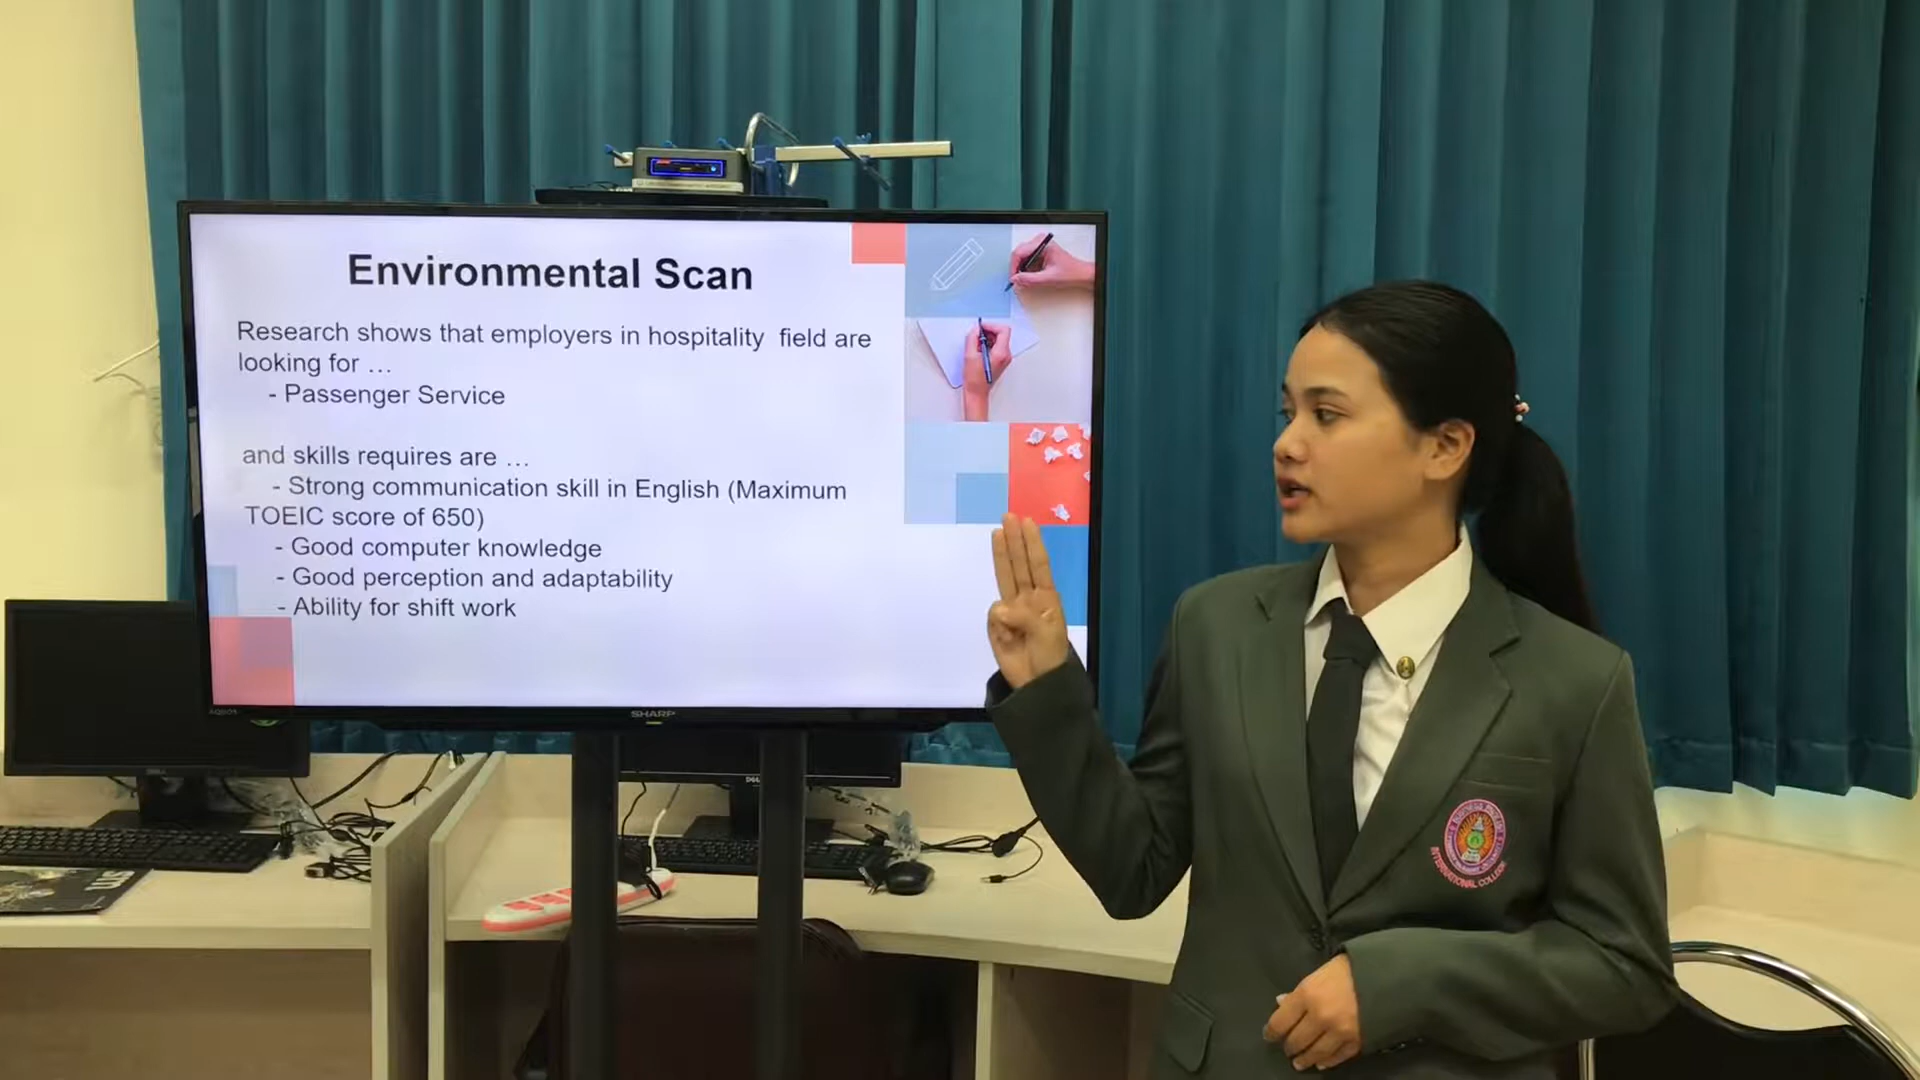 Environmental Scan
Research shows that employers in hospitality field are
looking for …
- Passenger Service
and skills requires are …
- Strong communication skill in English (Maximum
TOEIC score of 650)
- Good computer knowledge
- Good perception and adaptability
- Ability for shift work
AQUOS
SHARP
DELL
INTERNATIONAL COLLEGE